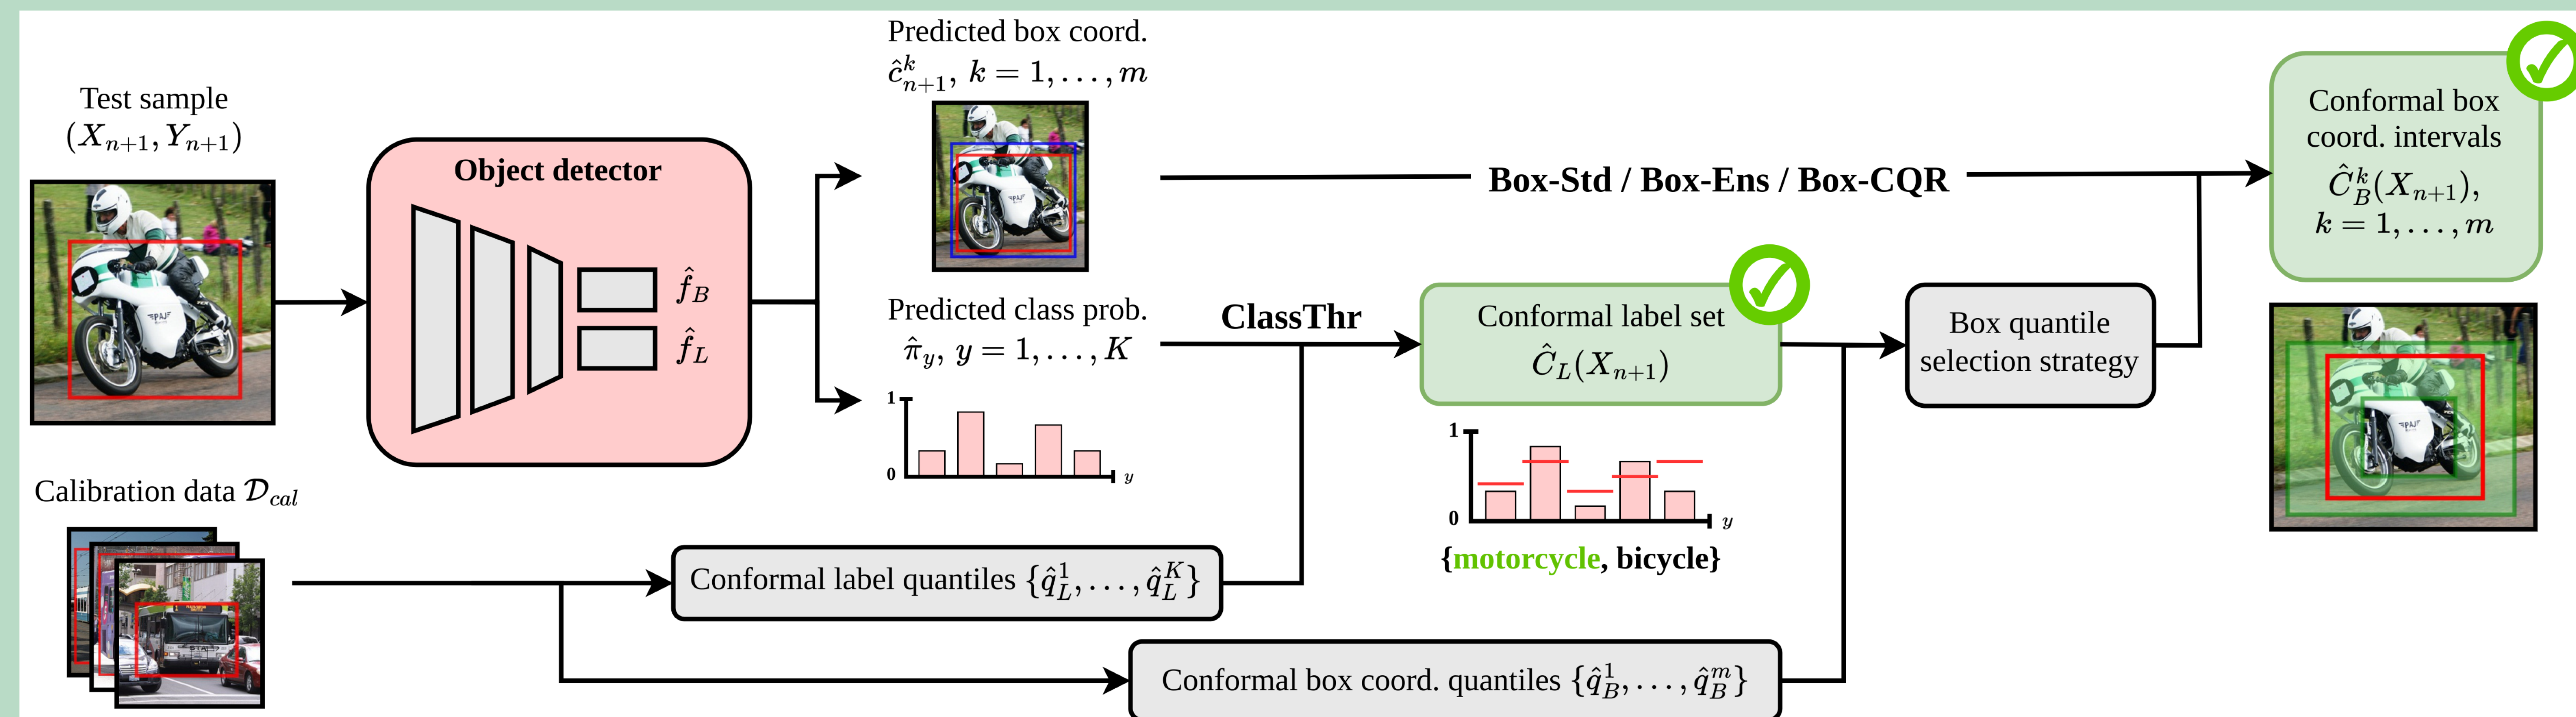 Test sample
(X_{n+1}, Y_{n+1})
Object detector
f̂_B
f̂_L
Predicted box coord.
ĉ^k_{n+1}, k = 1, . . . , m
Predicted class prob.
π̂_y, y = 1, . . . , K
1
0
y
Box-Std / Box-Ens / Box-CQR
ClassThr
Conformal label set
Ĉ_L(X_{n+1})
1
0
y
{motorcycle, bicycle}
Box quantile
selection strategy
Conformal box
coord. intervals
Ĉ^k_B(X_{n+1}),
k = 1, . . . , m
Calibration data 𝒟_{cal}
Conformal label quantiles {q̂^1_L, . . . , q̂^K_L}
Conformal box coord. quantiles {q̂^1_B, . . . , q̂^m_B}